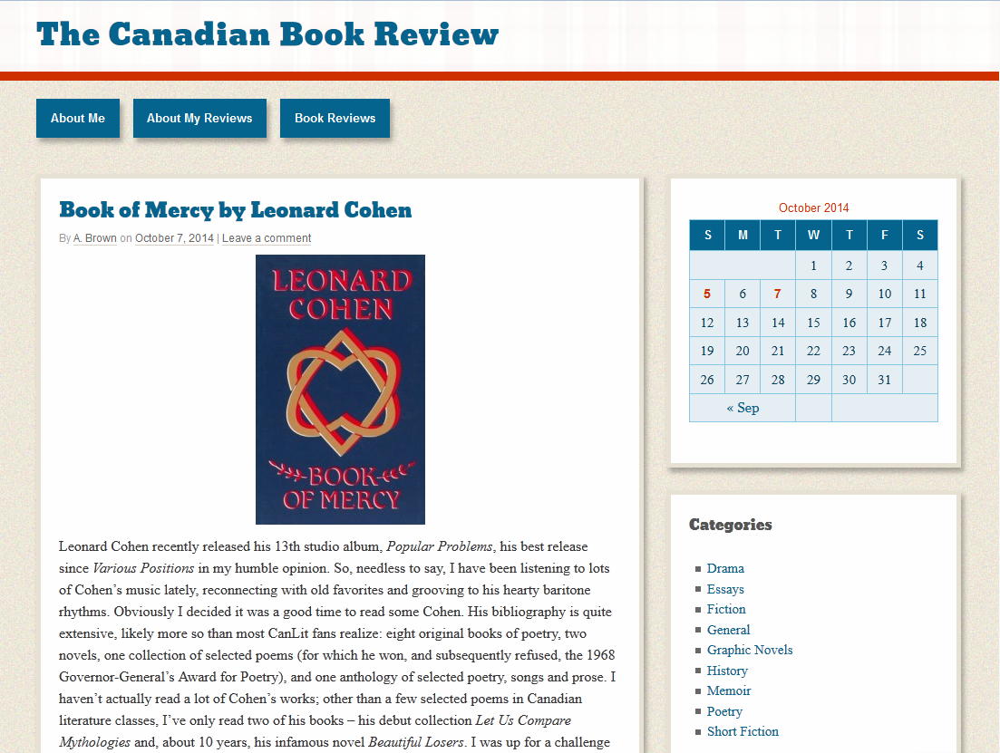 The Canadian Book Review
About Me
About My Reviews
Book Reviews
Book of Mercy by Leonard Cohen
By A. Brown on October 7, 2014 | Leave a comment
LEONARD
COHEN
BOOK
OF MERCY
Leonard Cohen recently released his 13th studio album, Popular Problems, his best release
since Various Positions in my humble opinion. So, needless to say, I have been listening to lots
of Cohen’s music lately, reconnecting with old favorites and grooving to his hearty baritone
rhythms. Obviously I decided it was a good time to read some Cohen. His bibliography is quite
extensive, likely more so than most CanLit fans realize: eight original books of poetry, two
novels, one collection of selected poems (for which he won, and subsequently refused, the 1968
Governor-General’s Award for Poetry), and one anthology of selected poetry, songs and prose. I
haven’t actually read a lot of Cohen’s works; other than a few selected poems in Canadian
literature classes, I’ve only read two of his books – his debut collection Let Us Compare
Mythologies and, about 10 years, his infamous novel Beautiful Losers. I was up for a challenge
October 2014
S M T W T F S
1 2 3 4
5 6 7 8 9 10 11
12 13 14 15 16 17 18
19 20 21 22 23 24 25
26 27 28 29 30 31
« Sep
Categories
Drama
Essays
Fiction
General
Graphic Novels
History
Memoir
Poetry
Short Fiction